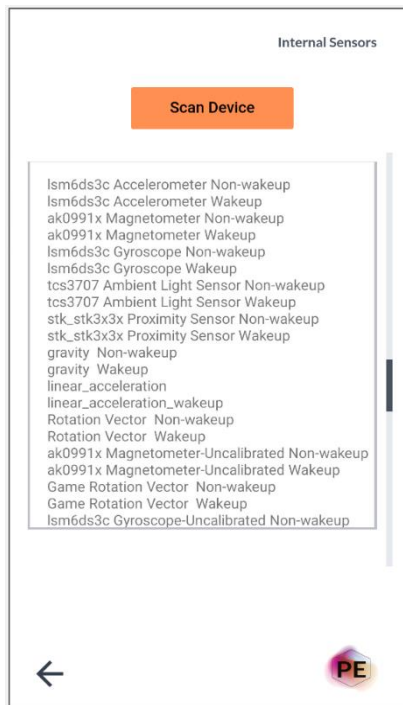 Internal Sensors
Scan Device
lsm6ds3c Accelerometer Non-wakeup
lsm6ds3c Accelerometer Wakeup
ak0991x Magnetometer Non-wakeup
ak0991x Magnetometer Wakeup
lsm6ds3c Gyroscope Non-wakeup
lsm6ds3c Gyroscope Wakeup
tcs3707 Ambient Light Sensor Non-wakeup
tcs3707 Ambient Light Sensor Wakeup
stk_stk3x3x Proximity Sensor Non-wakeup
stk_stk3x3x Proximity Sensor Wakeup
gravity  Non-wakeup
gravity  Wakeup
linear_acceleration
linear_acceleration_wakeup
Rotation Vector  Non-wakeup
Rotation Vector  Wakeup
ak0991x Magnetometer-Uncalibrated Non-wakeup
ak0991x Magnetometer-Uncalibrated Wakeup
Game Rotation Vector  Non-wakeup
Game Rotation Vector  Wakeup
lsm6ds3c Gyroscope-Uncalibrated Non-wakeup
PE